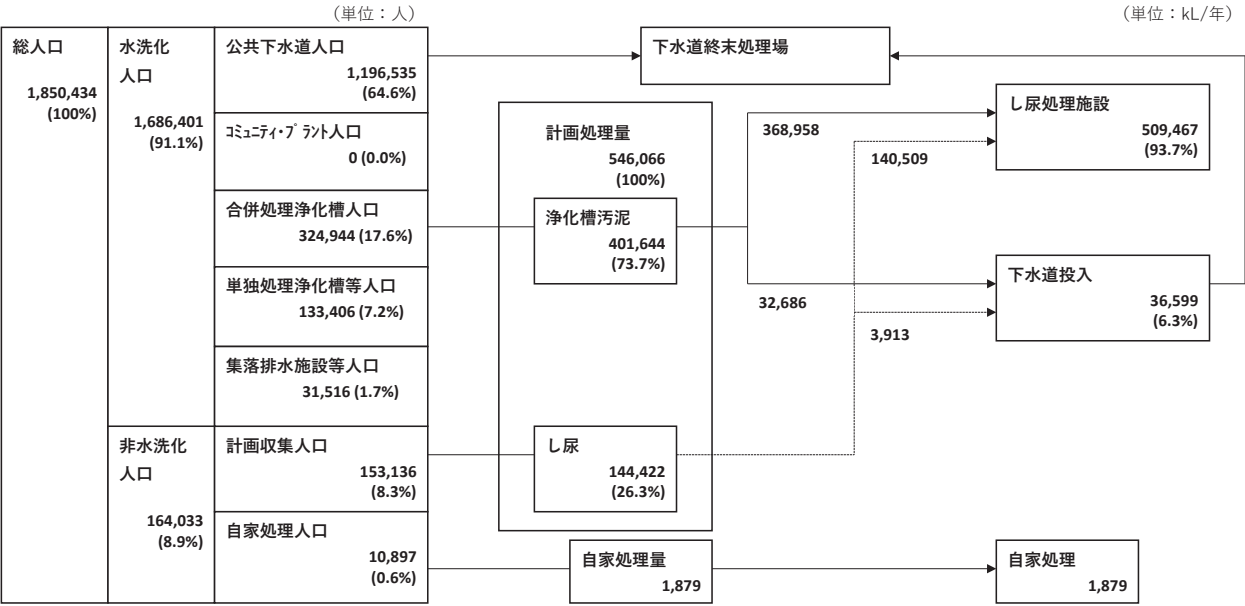 （単位：人）
（単位：kL/年）
総人口
1,850,434
(100%)
水洗化
人口
1,686,401
(91.1%)
公共下水道人口
1,196,535
(64.6%)
ｺﾐｭﾆﾃｨ・ﾌﾟﾗﾝﾄ人口
0 (0.0%)
合併処理浄化槽人口
324,944 (17.6%)
単独処理浄化槽等人口
133,406 (7.2%)
集落排水施設等人口
31,516 (1.7%)
非水洗化
人口
164,033
(8.9%)
計画収集人口
153,136
(8.3%)
自家処理人口
10,897
(0.6%)
計画処理量
546,066
(100%)
浄化槽汚泥
401,644
(73.7%)
し尿
144,422
(26.3%)
自家処理量
1,879
下水道終末処理場
368,958
140,509
32,686
3,913
し尿処理施設
509,467
(93.7%)
下水道投入
36,599
(6.3%)
自家処理
1,879